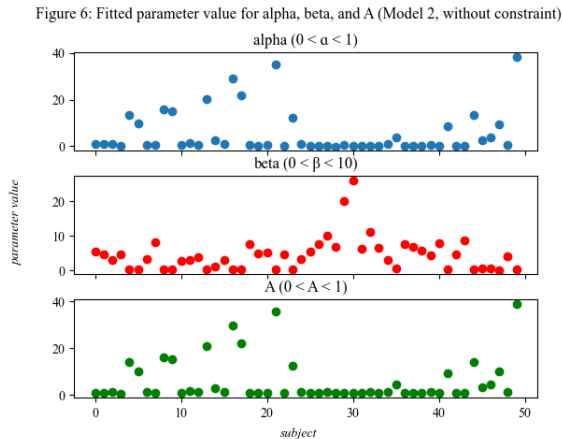 Figure 6: Fitted parameter value for alpha, beta, and A (Model 2, without constraint)
alpha (0 < α < 1)
40
20
0
beta (0 < β < 10)
20
10
0
parameter value
A (0 < A < 1)
40
20
0
0 10 20 30 40 50
subject